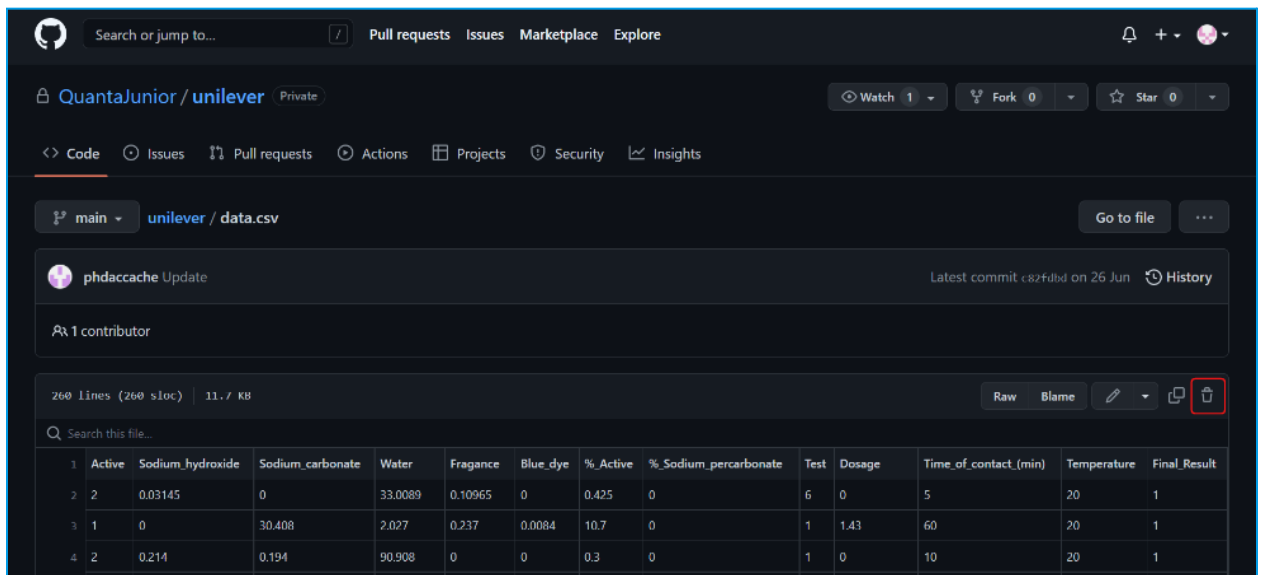 Search or jump to... / Pull requests Issues Marketplace Explore
QuantaJunior / unilever Private Watch 1 Fork 0 Star 0
<> Code Issues Pull requests Actions Projects Security Insights
main unilever / data.csv Go to file ...
phdaccache Update Latest commit c82fdbd on 26 Jun History
1 contributor
260 lines (260 sloc) 11.7 KB Raw Blame
Search this file...
1 Active Sodium_hydroxide Sodium_carbonate Water Fragance Blue_dye %_Active %_Sodium_percarbonate Test Dosage Time_of_contact_(min) Temperature Final_Result
2 2 0.03145 0 33.0089 0.10965 0 0.425 0 6 0 5 20 1
3 1 0 30.408 2.027 0.237 0.0084 10.7 0 1 1.43 60 20 1
4 2 0.214 0.194 90.908 0 0 0.3 0 1 0 10 20 1